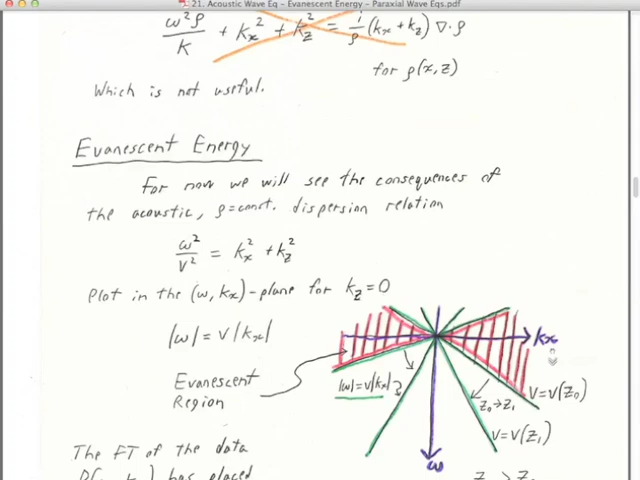 21. Acoustic Wave Eq – Evanescent Energy – Paraxial Wave Eqs.pdf
ω²ρ/K + kx² + kz² = 1/ρ (kx + kz) ∇·ρ
for ρ(x,z)
Which is not useful.
Evanescent Energy
For now we will see the consequences of
the acoustic, ρ=const. dispersion relation
ω²/V² = kx² + kz²
Plot in the (ω, kx)-plane for kz=0
|ω| = V|kx|
kx
Evanescent
Region
|ω|=V|kx|
z₀→z₁
V=V(z₀)
V=V(z₁)
ω
The FT of the data
has placed